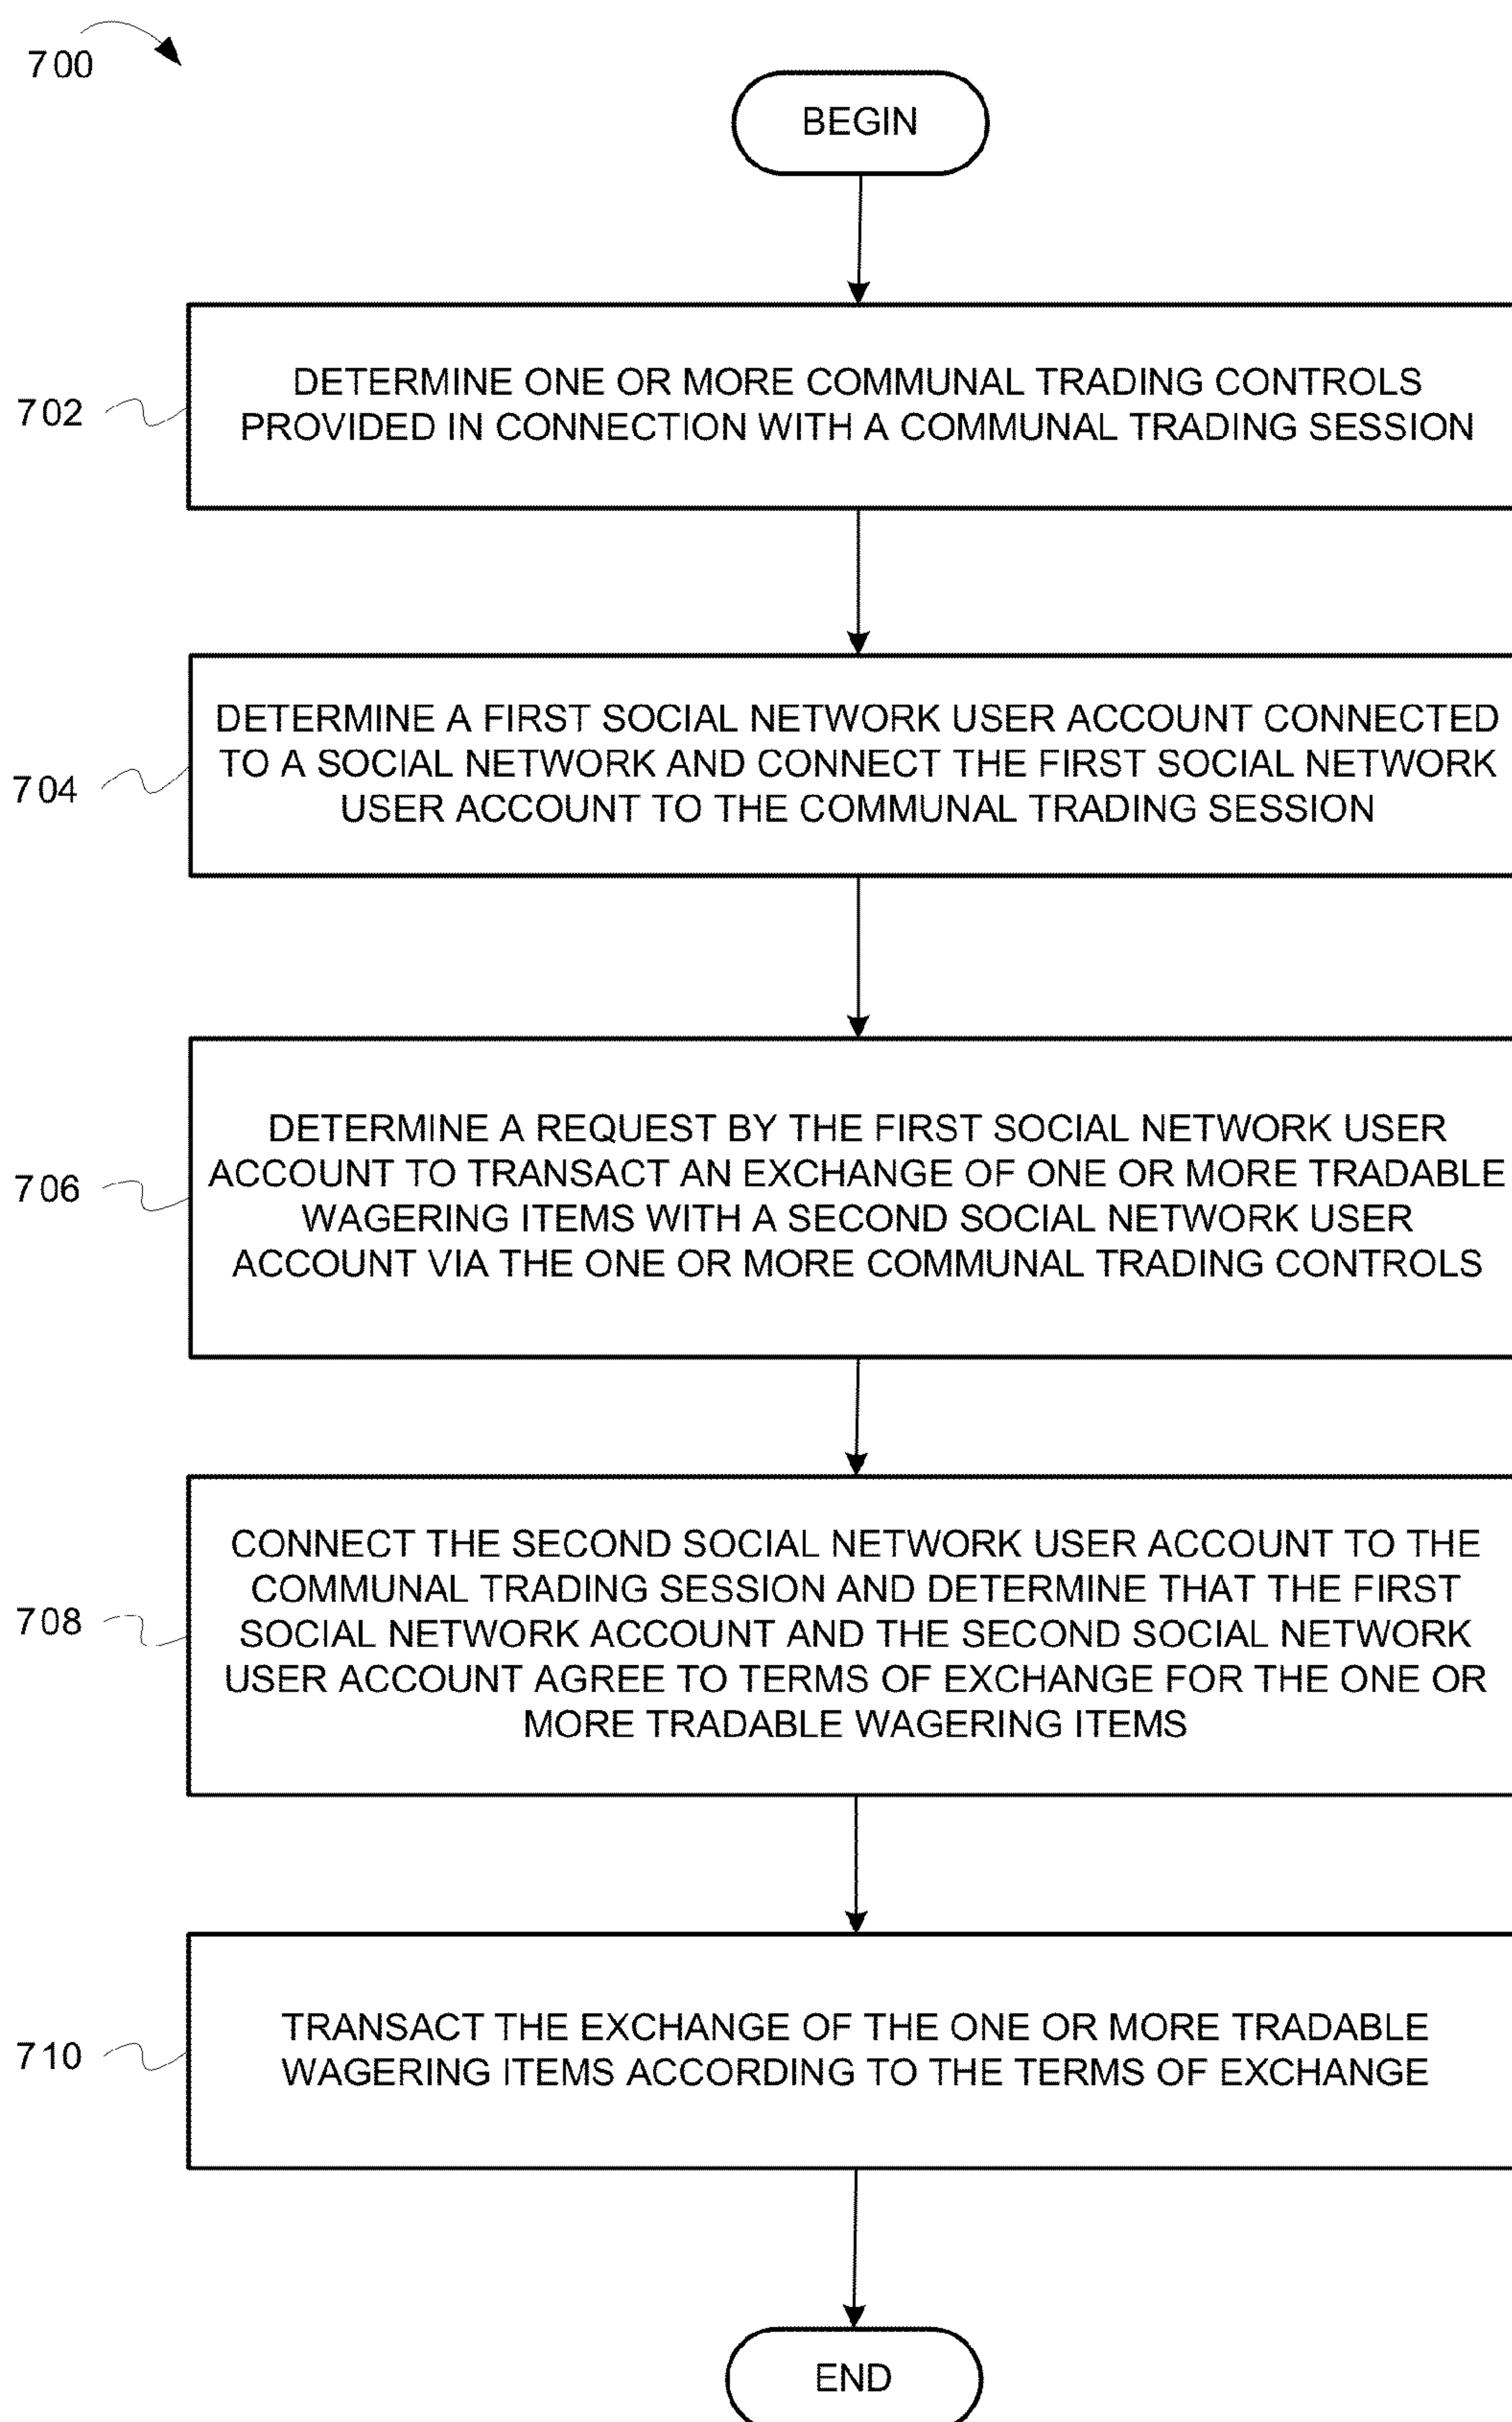 700
BEGIN
702
DETERMINE ONE OR MORE COMMUNAL TRADING CONTROLS
PROVIDED IN CONNECTION WITH A COMMUNAL TRADING SESSION
704
DETERMINE A FIRST SOCIAL NETWORK USER ACCOUNT CONNECTED
TO A SOCIAL NETWORK AND CONNECT THE FIRST SOCIAL NETWORK
USER ACCOUNT TO THE COMMUNAL TRADING SESSION
706
DETERMINE A REQUEST BY THE FIRST SOCIAL NETWORK USER
ACCOUNT TO TRANSACT AN EXCHANGE OF ONE OR MORE TRADABLE
WAGERING ITEMS WITH A SECOND SOCIAL NETWORK USER
ACCOUNT VIA THE ONE OR MORE COMMUNAL TRADING CONTROLS
708
CONNECT THE SECOND SOCIAL NETWORK USER ACCOUNT TO THE
COMMUNAL TRADING SESSION AND DETERMINE THAT THE FIRST
SOCIAL NETWORK ACCOUNT AND THE SECOND SOCIAL NETWORK
USER ACCOUNT AGREE TO TERMS OF EXCHANGE FOR THE ONE OR
MORE TRADABLE WAGERING ITEMS
710
TRANSACT THE EXCHANGE OF THE ONE OR MORE TRADABLE
WAGERING ITEMS ACCORDING TO THE TERMS OF EXCHANGE
END